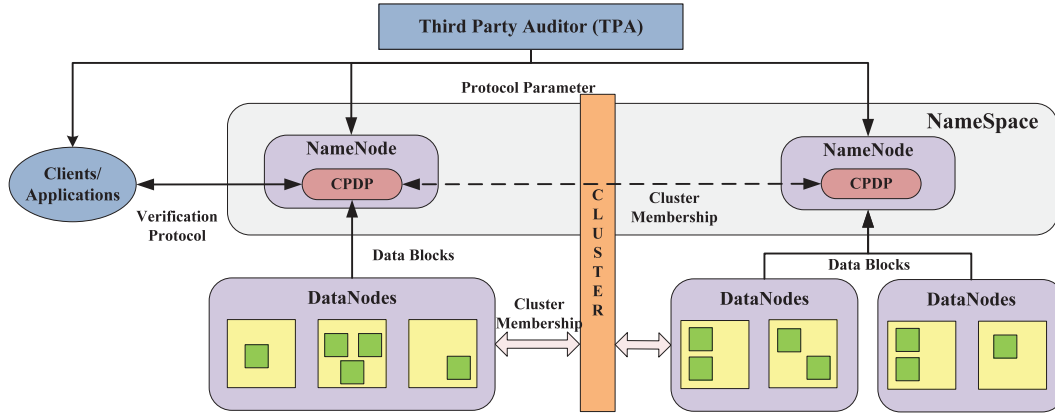 Third Party Auditor (TPA)
Protocol Parameter
NameSpace
NameNode
NameNode
Clients/
Applications
CPDP
CPDP
Verification
Protocol
Cluster
Membership
CLUSTER
Data Blocks
Data Blocks
DataNodes
DataNodes
DataNodes
Cluster
Membership